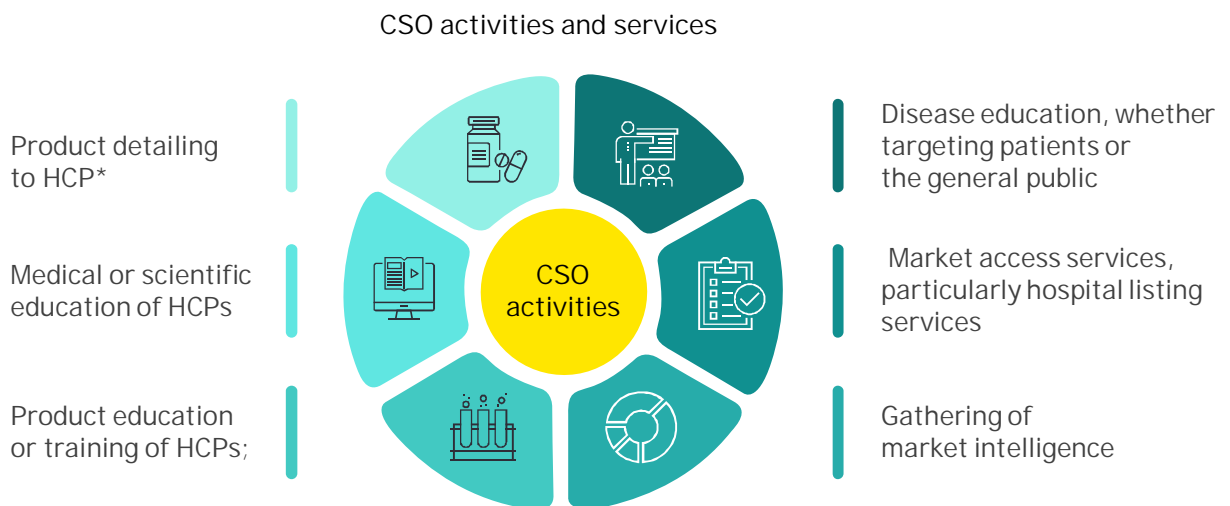 CSO activities and services
Product detailing
to HCP*
Medical or scientific
education of HCPs
Product education
or training of HCPs;
CSO
activities
Disease education, whether
targeting patients or
the general public
Market access services,
particularly hospital listing
services
Gathering of
market intelligence